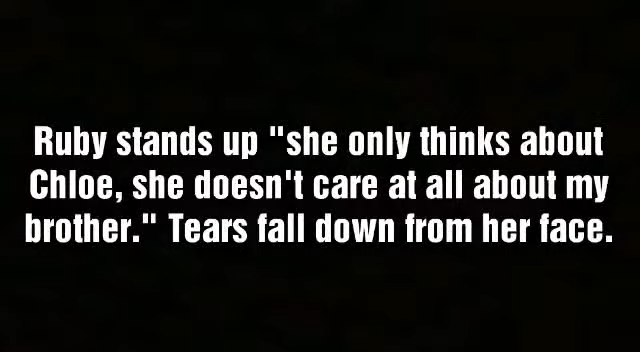 Ruby stands up "she only thinks about
Chloe, she doesn't care at all about my
brother." Tears fall down from her face.